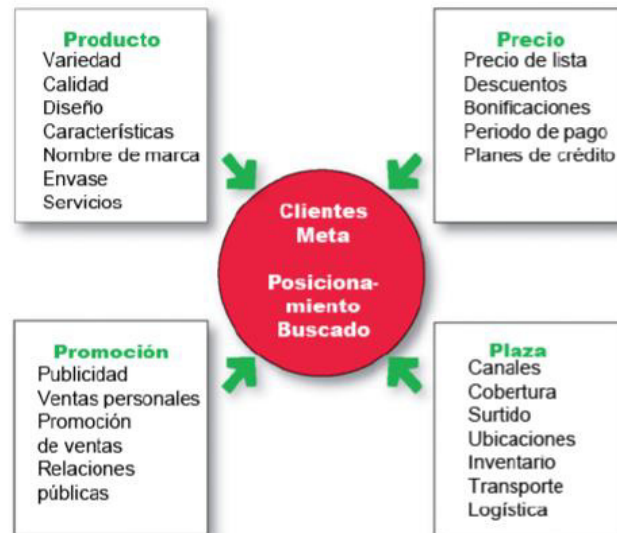 Producto
Variedad
Calidad
Diseño
Características
Nombre de marca
Envase
Servicios
Precio
Precio de lista
Descuentos
Bonificaciones
Periodo de pago
Planes de crédito
Clientes
Meta
Posiciona-
miento
Buscado
Promoción
Publicidad
Ventas personales
Promoción
de ventas
Relaciones
públicas
Plaza
Canales
Cobertura
Surtido
Ubicaciones
Inventario
Transporte
Logística